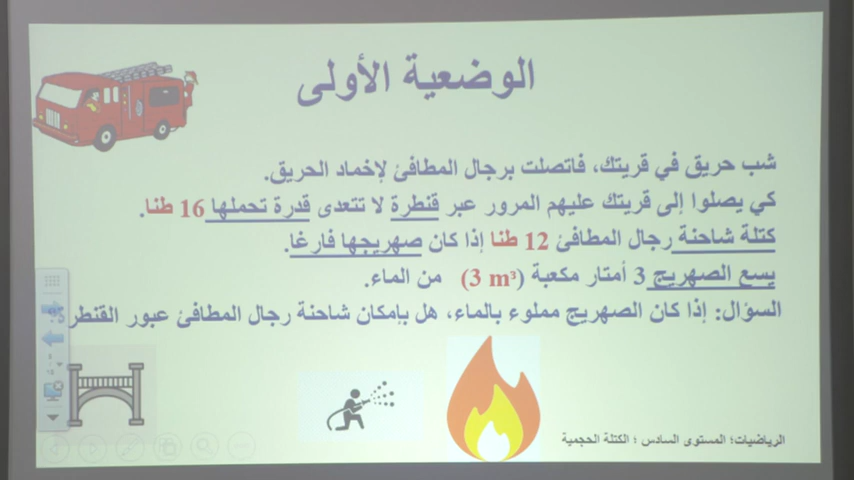 الوضعية الأولى
شب حريق في قريتك، فاتصلت برجال المطافئ لإخماد الحريق.
كي يصلوا إلى قريتك عليهم المرور عبر قنطرة لا تتعدى قدرة تحملها 16 طنا.
كتلة شاحنة رجال المطافئ 12 طنا إذا كان صهريجها فارغا.
يسع الصهريج 3 أمتار مكعبة (3 m³) من الماء.
السؤال: إذا كان الصهريج مملوء بالماء، هل بإمكان شاحنة رجال المطافئ عبور القنطرة؟
الرياضيات؛ المستوى السادس ؛ الكتلة الحجمية